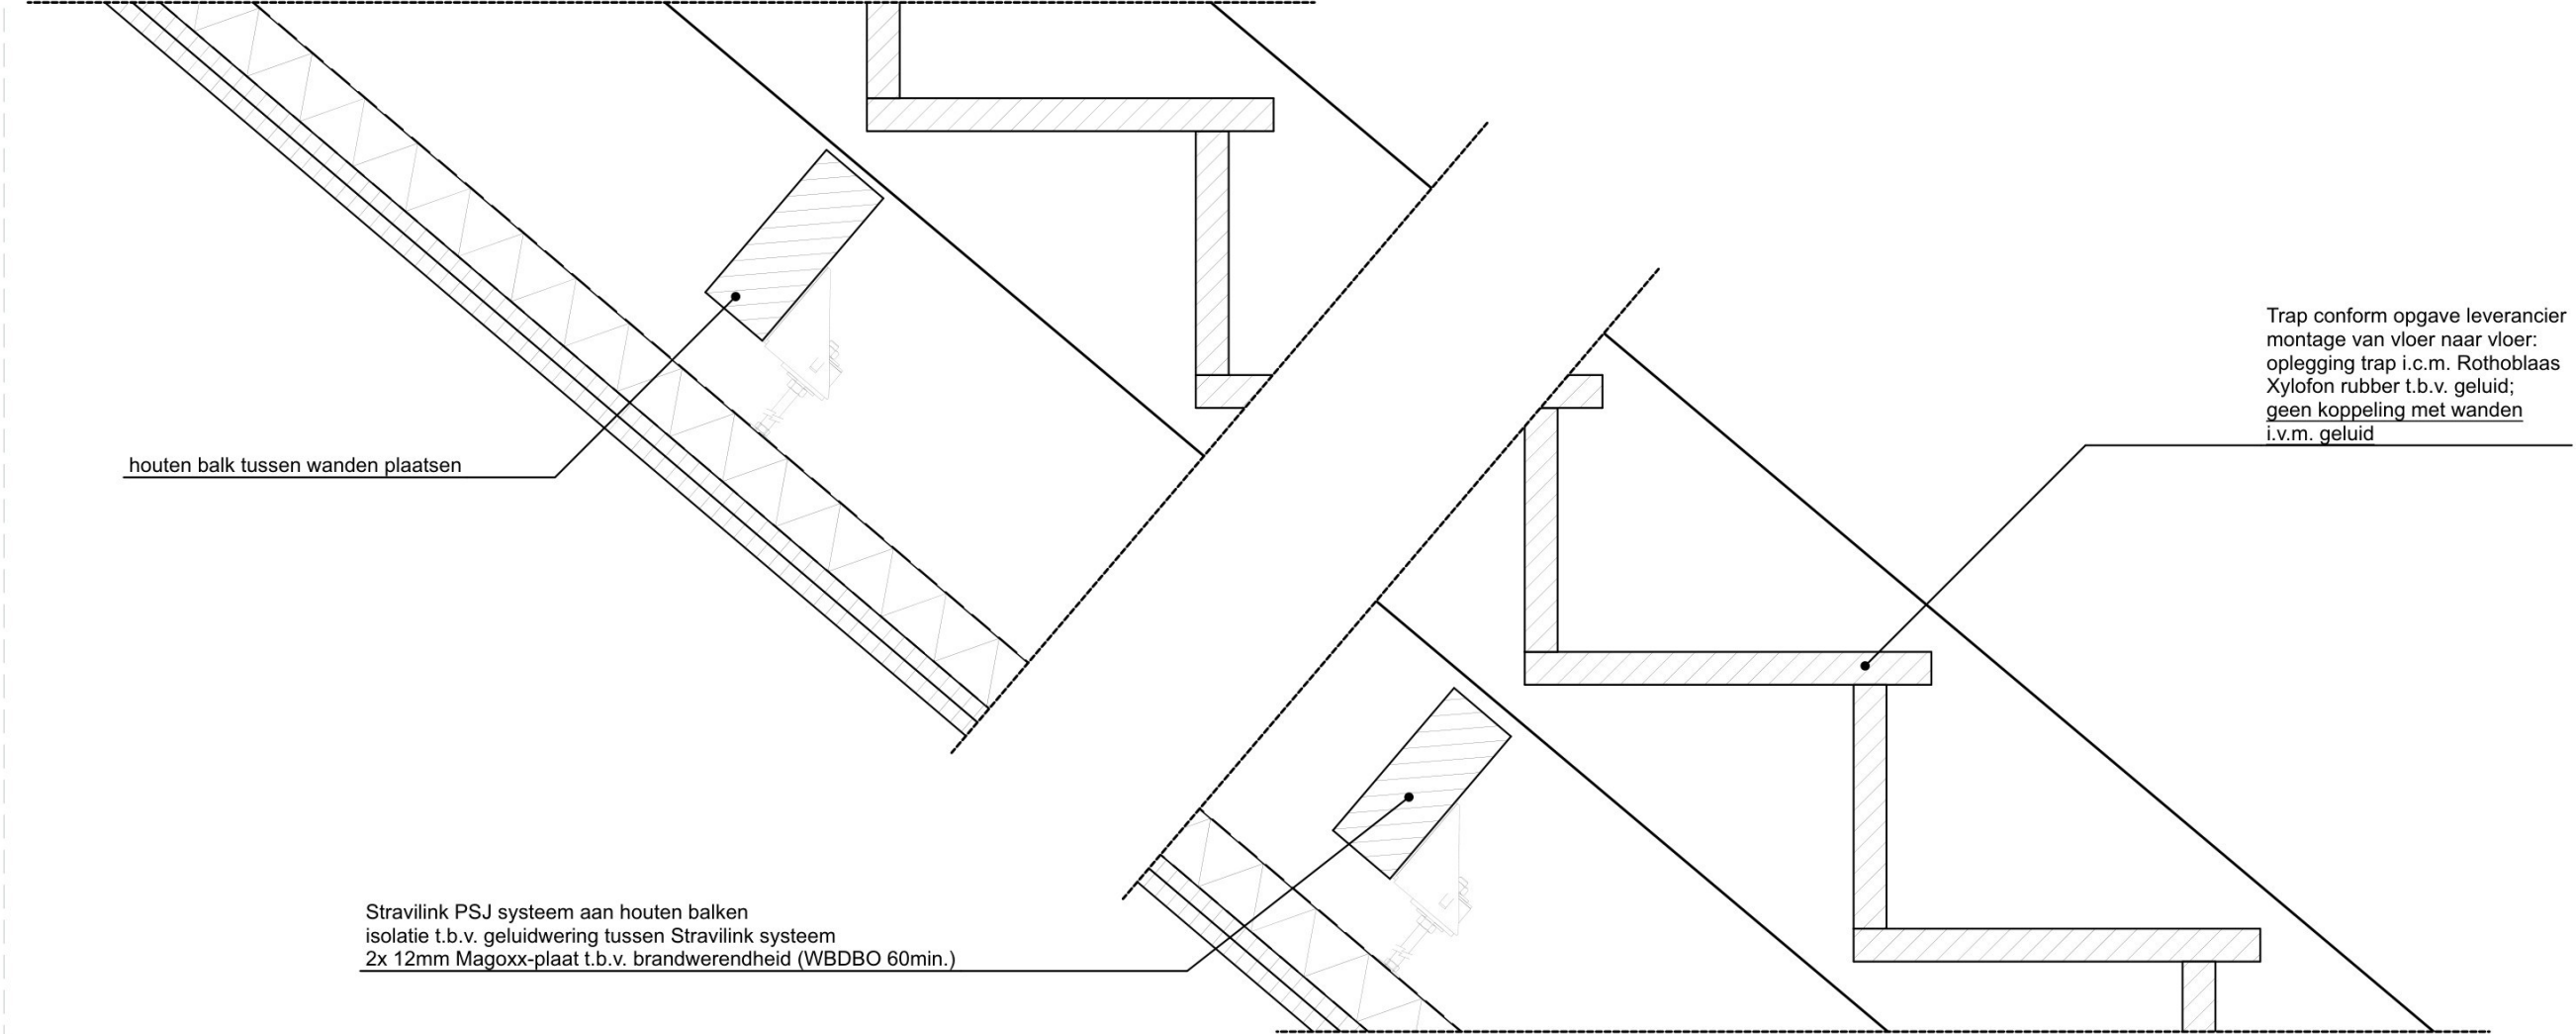 Trap conform opgave leverancier
montage van vloer naar vloer:
oplegging trap i.c.m. Rothoblaas
Xylofon rubber t.b.v. geluid;
geen koppeling met wanden
i.v.m. geluid
houten balk tussen wanden plaatsen
Stravilink PSJ systeem aan houten balken
isolatie t.b.v. geluidwering tussen Stravilink systeem
2x 12mm Magoxx-plaat t.b.v. brandwerendheid (WBDBO 60min.)